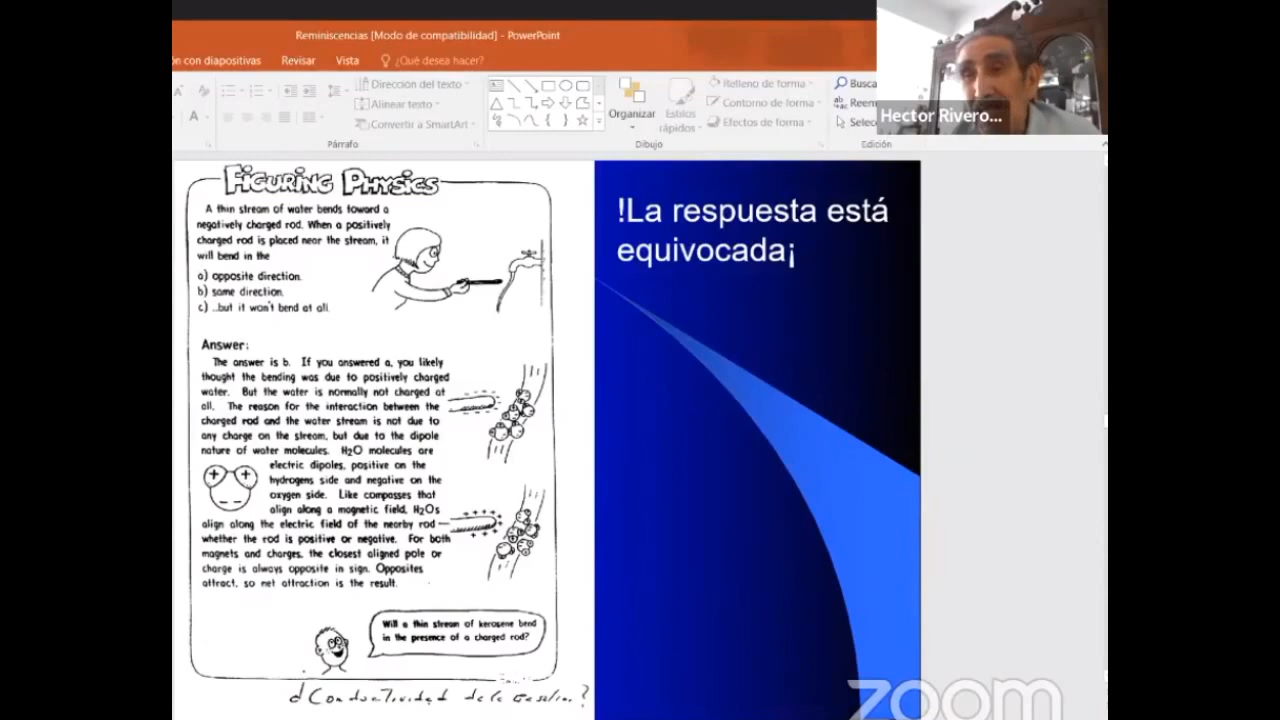 Reminiscencias [Modo de compatibilidad] - PowerPoint
ón con diapositivas Revisar Vista ¿Qué desea hacer?
Dirección del texto
Alinear texto
Convertir a SmartArt
Organizar
Estilos
rápidos
Relleno de forma
Contorno de forma
Efectos de forma
Busca
Reem
Selec
Párrafo Dibujo Edición
Hector Rivero...
FIGURING PHYSICS
A thin stream of water bends toward a
negatively charged rod. When a positively
charged rod is placed near the stream, it
will bend in the
a) opposite direction.
b) same direction.
c) ..but it won't bend at all.
Answer:
The answer is b. If you answered a, you likely
thought the bending was due to positively charged
water. But the water is normally not charged at
all. The reason for the interaction between the
charged rod and the water stream is not due to
any charge on the stream, but due to the dipole
nature of water molecules. H2O molecules are
electric dipoles, positive on the
hydrogens side and negative on the
oxygen side. Like compasses that
align along a magnetic field, H2Os
align along the electric field of the nearby rod—
whether the rod is positive or negative. For both
magnets and charges, the closest aligned pole or
charge is always opposite in sign. Opposites
attract, so net attraction is the result.
Will a thin stream of kerosene bend
in the presence of a charged rod?
¿Conductividad de la Gasolina?
!La respuesta está
equivocada¡
zoom